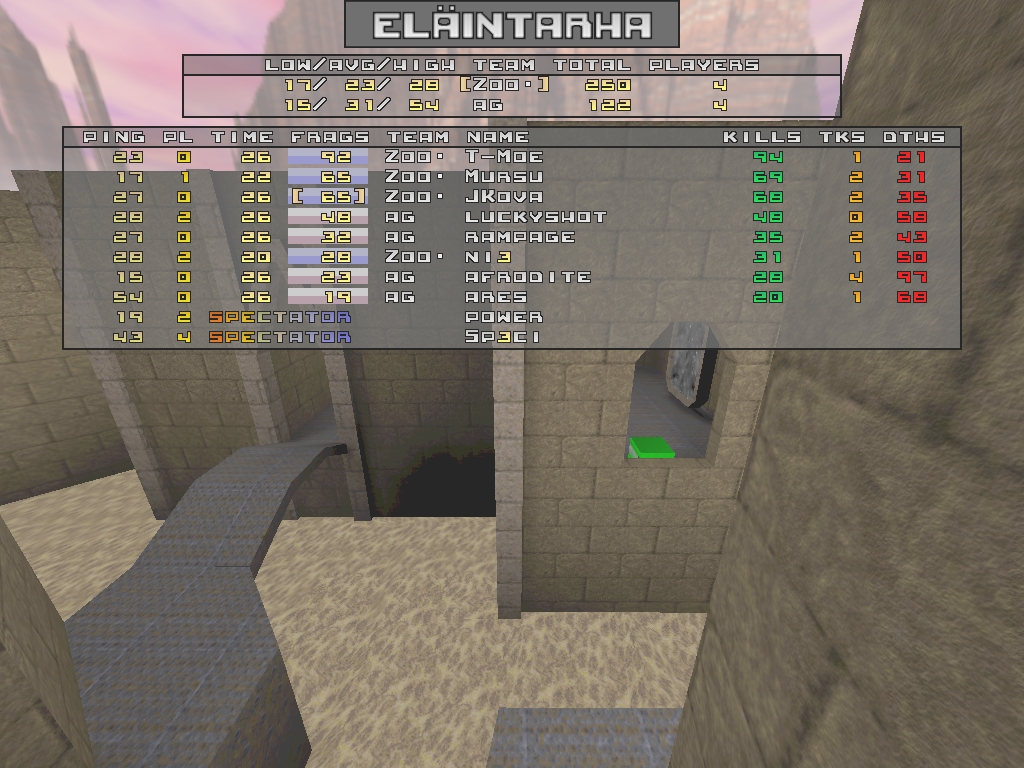 ELÄINTARHA
LOW/AVG/HIGH TEAM TOTAL PLAYERS
17/ 23/ 28 [ZOO·] 250 4
15/ 31/ 54 AG 122 4
PING PL TIME FRAGS TEAM NAME KILLS TKS DTHS
23 0 26 92 ZOO· T-MOE 94 1 21
17 1 22 65 ZOO· MURSU 69 2 31
27 0 26 [ 65] ZOO· JKOVA 68 2 35
28 2 26 48 AG LUCKYSHOT 48 0 58
27 0 26 32 AG RAMPAGE 35 2 43
28 2 20 28 ZOO· NI3 31 1 50
15 0 26 23 AG AFRODITE 28 4 97
54 0 26 19 AG ARES 20 1 68
19 2 SPECTATOR POWER
43 4 SPECTATOR SP3CI